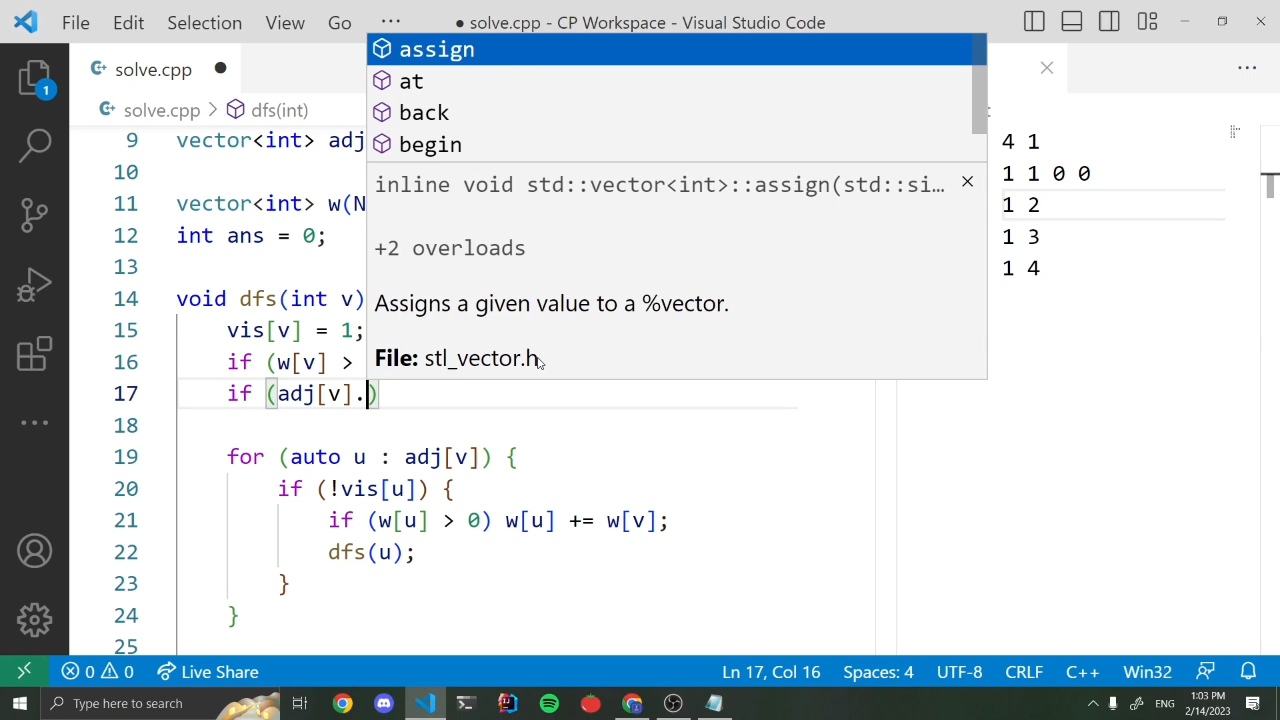 File Edit Selection View Go ··· ● solve.cpp - CP Workspace - Visual Studio Code
solve.cpp ●
solve.cpp > dfs(int)
assign
at
back
begin
inline void std::vector<int>::assign(std::si…
+2 overloads
Assigns a given value to a %vector.
File: stl_vector.h
9 vector<int> adj
10
11 vector<int> w(N
12 int ans = 0;
13
14 void dfs(int v)
15 vis[v] = 1;
16 if (w[v] >
17 if (adj[v].)
18
19 for (auto u : adj[v]) {
20 if (!vis[u]) {
21 if (w[u] > 0) w[u] += w[v];
22 dfs(u);
23 }
24 }
25
4 1
1 1 0 0
1 2
1 3
1 4
1
0 0 Live Share Ln 17, Col 16 Spaces: 4 UTF-8 CRLF C++ Win32
Type here to search ENG 1:03 PM
2/14/2023